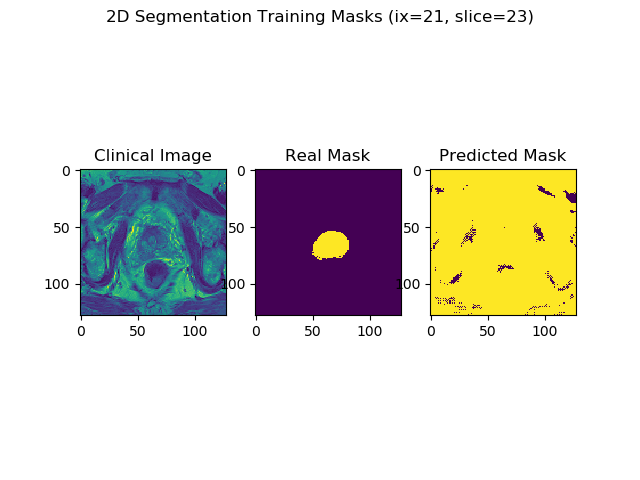 2D Segmentation Training Masks (ix=21, slice=23)
Clinical Image Real Mask Predicted Mask
0 0 0
50 50 50
100 100 100
0 50 100 0 50 100 0 50 100